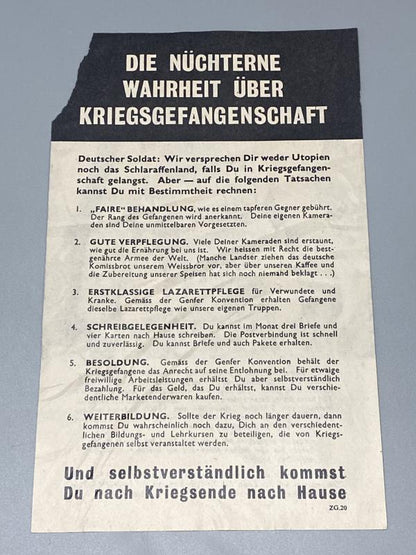 DIE NÜCHTERNE
WAHRHEIT ÜBER
KRIEGSGEFANGENSCHAFT
Deutscher Soldat: Wir versprechen Dir weder Utopien
noch das Schlaraffenland, falls Du in Kriegsgefangen-
schaft gelangst. Aber — auf die folgenden Tatsachen
kannst Du mit Bestimmtheit rechnen:
1. „FAIRE" BEHANDLUNG, wie es einem tapferen Gegner gebührt.
Der Rang des Gefangenen wird anerkannt. Deine eigenen Kamera-
den sind Deine unmittelbaren Vorgesetzten.
2. GUTE VERPFLEGUNG. Viele Deiner Kameraden sind erstaunt,
wie gut die Ernährung bei uns ist. Wir heissen mit Recht die best-
genährte Armee der Welt. (Manche Landser ziehen das deutsche
Komissbrot unserem Weissbrot vor, aber über unseren Kaffee und
die Zubereitung unserer Speisen hat sich noch niemand beklagt . . .)
3. ERSTKLASSIGE LAZARETTPFLEGE für Verwundete und
Kranke. Gemäss der Genfer Konvention erhalten Gefangene
dieselbe Lazarettpflege wie unsere eigenen Truppen.
4. SCHREIBGELEGENHEIT. Du kannst im Monat drei Briefe und
vier Karten nach Hause schreiben. Die Postverbindung ist schnell
und zuverlässig. Du kannst Briefe und auch Pakete erhalten.
5. BESOLDUNG. Gemäss der Genfer Konvention behält der
Kriegsgefangene das Anrecht auf seine Entlohnung bei. Für etwaige
freiwillige Arbeitsleistungen erhältst Du aber selbstverständlich
Bezahlung. Für das Geld, das Du erhältst, kannst Du verschie-
dentliche Marketenderwaren kaufen.
6. WEITERBILDUNG. Sollte der Krieg noch länger dauern, dann
kommst Du wahrscheinlich noch dazu, Dich an den verschiedent-
lichen Bildungs- und Lehrkursen zu beteiligen, die von Kriegs-
gefangenen selbst veranstaltet werden.
Und selbstverständlich kommst
Du nach Kriegsende nach Hause
ZG.20